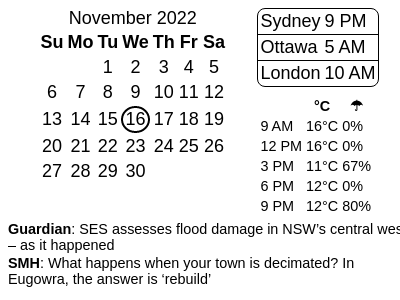 November 2022
Su Mo Tu We Th Fr Sa
1 2 3 4 5
6 7 8 9 10 11 12
13 14 15 16 17 18 19
20 21 22 23 24 25 26
27 28 29 30
Sydney 9 PM
Ottawa 5 AM
London 10 AM
°C ☂
9 AM 16°C 0%
12 PM 16°C 0%
3 PM 11°C 67%
6 PM 12°C 0%
9 PM 12°C 80%
Guardian: SES assesses flood damage in NSW's central wes
– as it happened
SMH: What happens when your town is decimated? In
Eugowra, the answer is ‘rebuild’